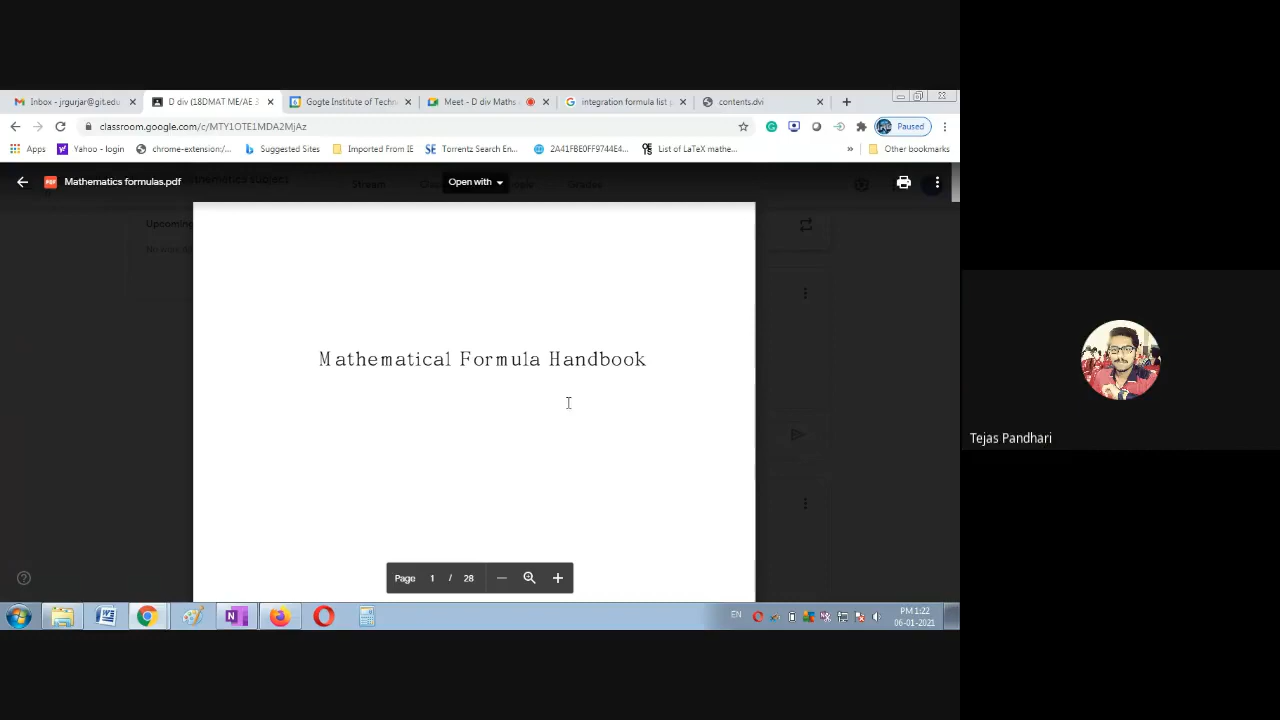 Inbox - jrgurjar@git.edu
D div (18DMAT ME/AE 3
Gogte Institute of Techn
Meet - D div Maths
integration formula list
contents.dvi
classroom.google.com/c/MTY1OTE1MDA2MjAz
Paused
Apps
Yahoo - login
chrome-extension:/...
Suggested Sites
Imported From IE
Torrentz Search En...
2A41FBE0FF9744E4...
List of LaTeX mathe...
Other bookmarks
Mathematics formulas.pdf
Open with
Stream
Grades
Upcoming
Mathematical Formula Handbook
Page 1 / 28
Tejas Pandhari
EN
PM 1:22
06-01-2021